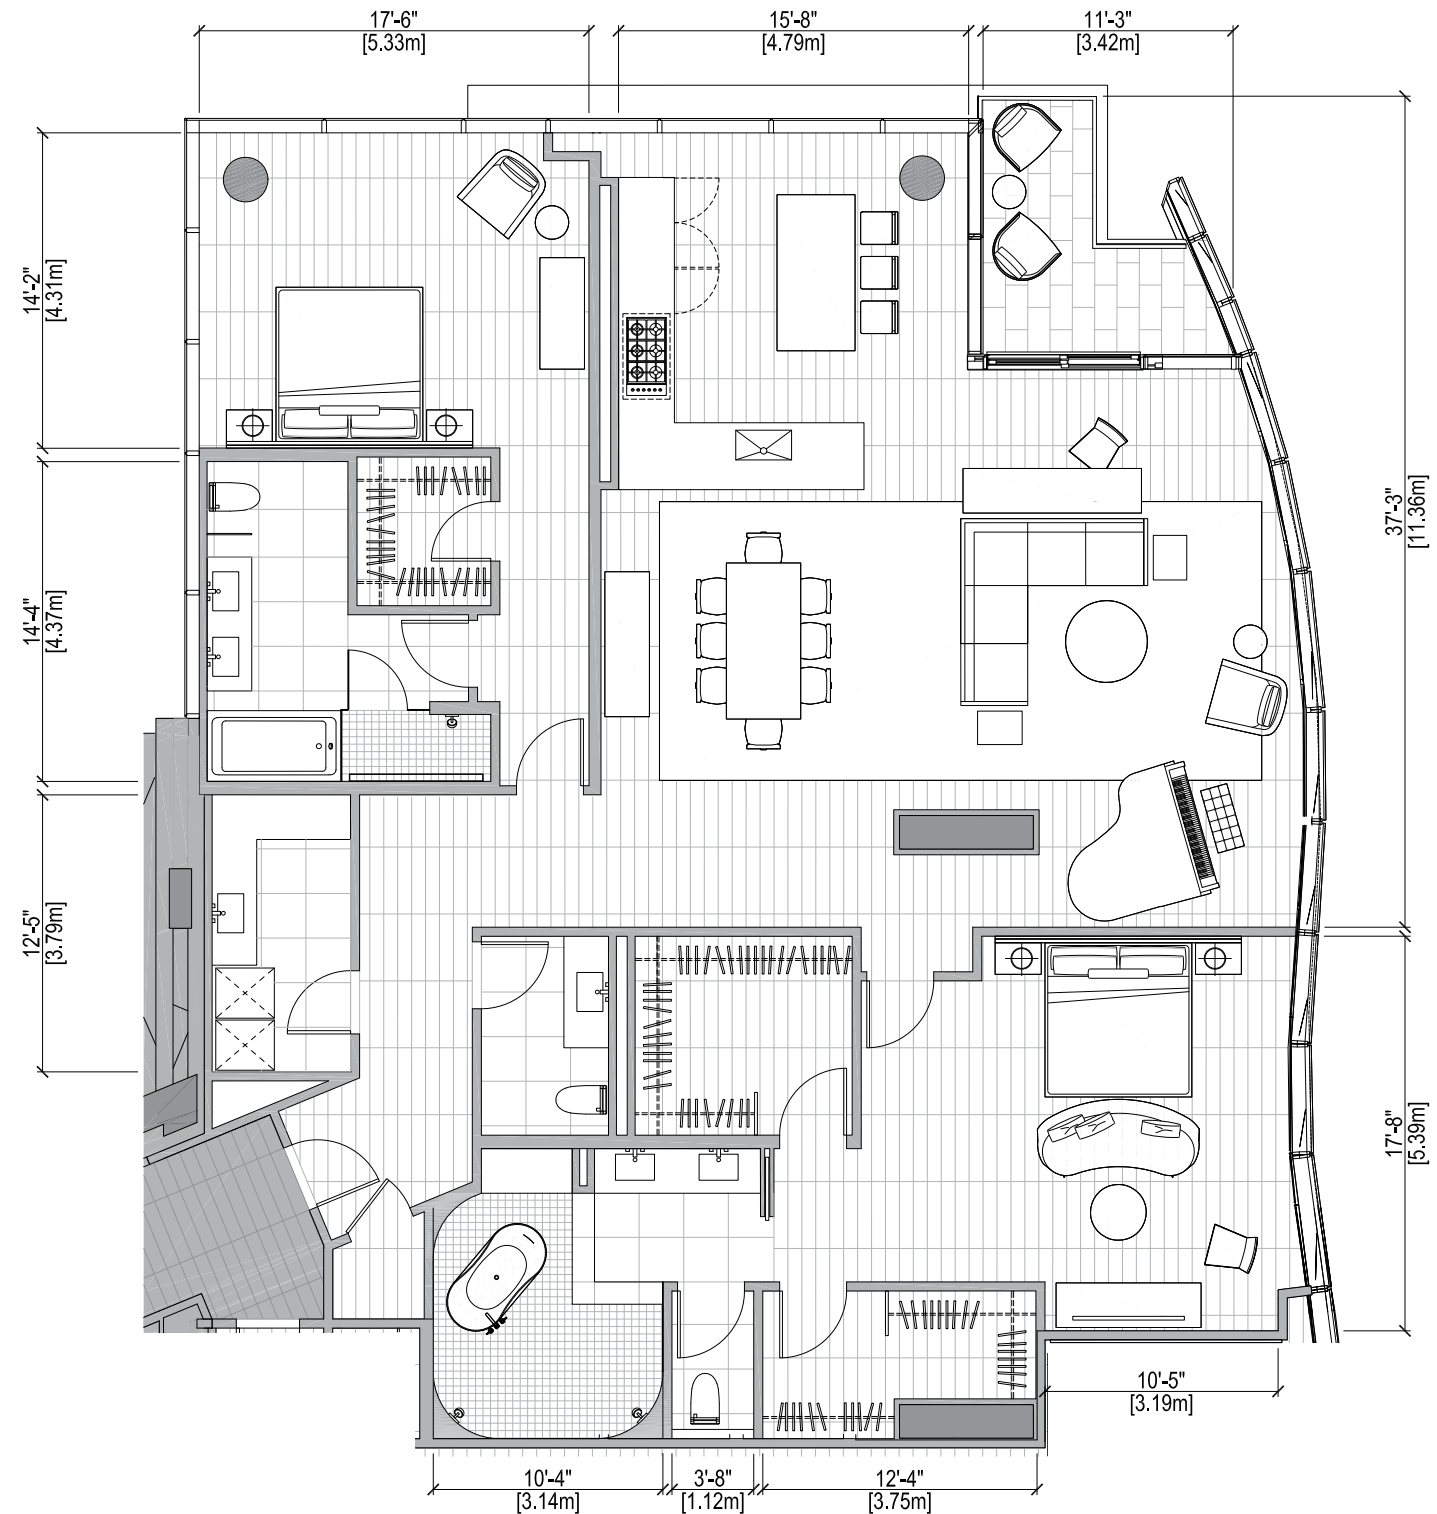 17'-6"
[5.33m]
15'-8"
[4.79m]
11'-3"
[3.42m]
14'-2"
[4.31m]
14'-4"
[4.37m]
12'-5"
[3.79m]
37'-3"
[11.36m]
17'-8"
[5.39m]
10'-5"
[3.19m]
10'-4"
[3.14m]
3'-8"
[1.12m]
12'-4"
[3.75m]